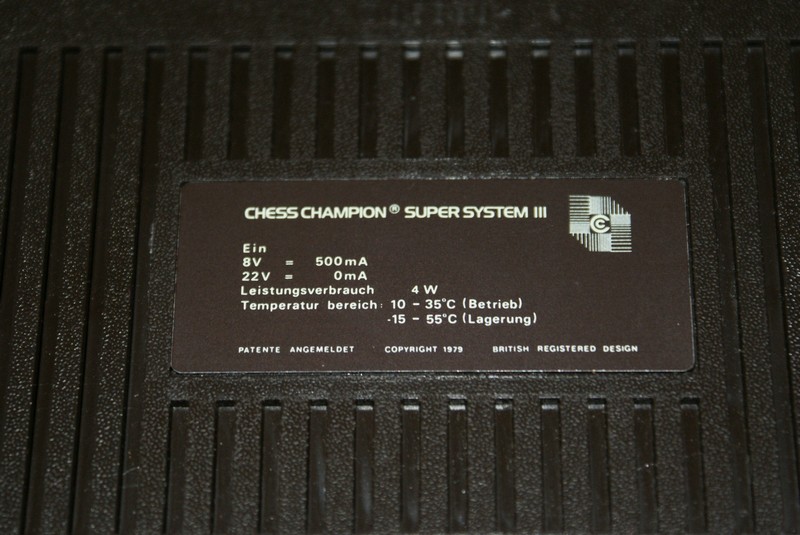 CHESS CHAMPION® SUPER SYSTEM III
C
Ein
8V = 500mA
22V = 0mA
Leistungsverbrauch 4 W
Temperatur bereich: 10 – 35°C (Betrieb)
-15 – 55°C (Lagerung)
PATENTE ANGEMELDET COPYRIGHT 1979 BRITISH REGISTERED DESIGN